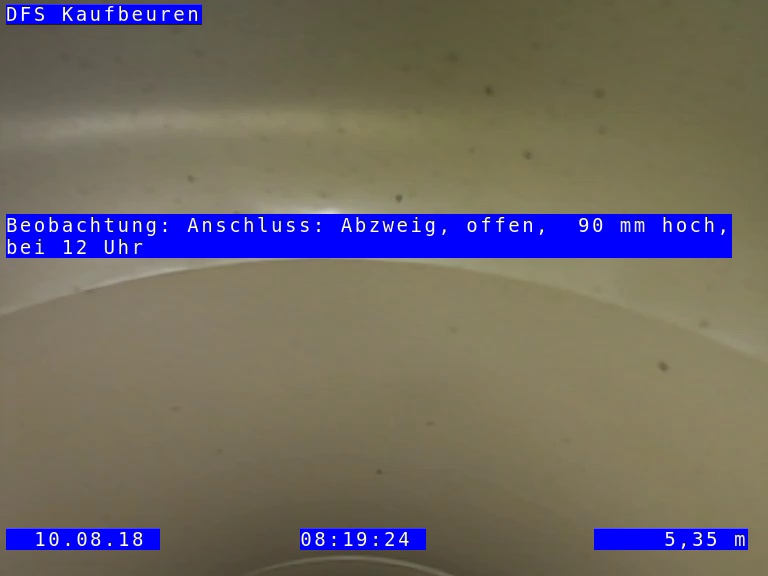 DFS Kaufbeuren
Beobachtung: Anschluss: Abzweig, offen, 90 mm hoch,
bei 12 Uhr
10.08.18 08:19:24 5,35 m